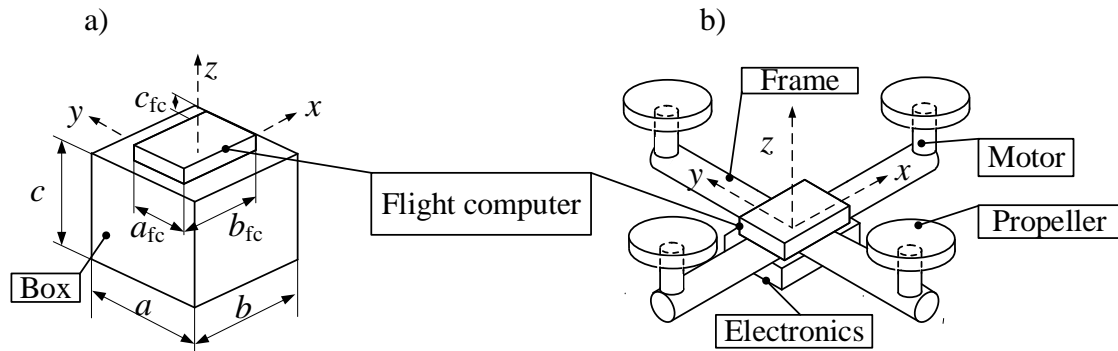 a)
b)
z
c_fc
y
x
Frame
z
Motor
c
Flight computer
y
x
a_fc
b_fc
Propeller
Box
a
b
Electronics